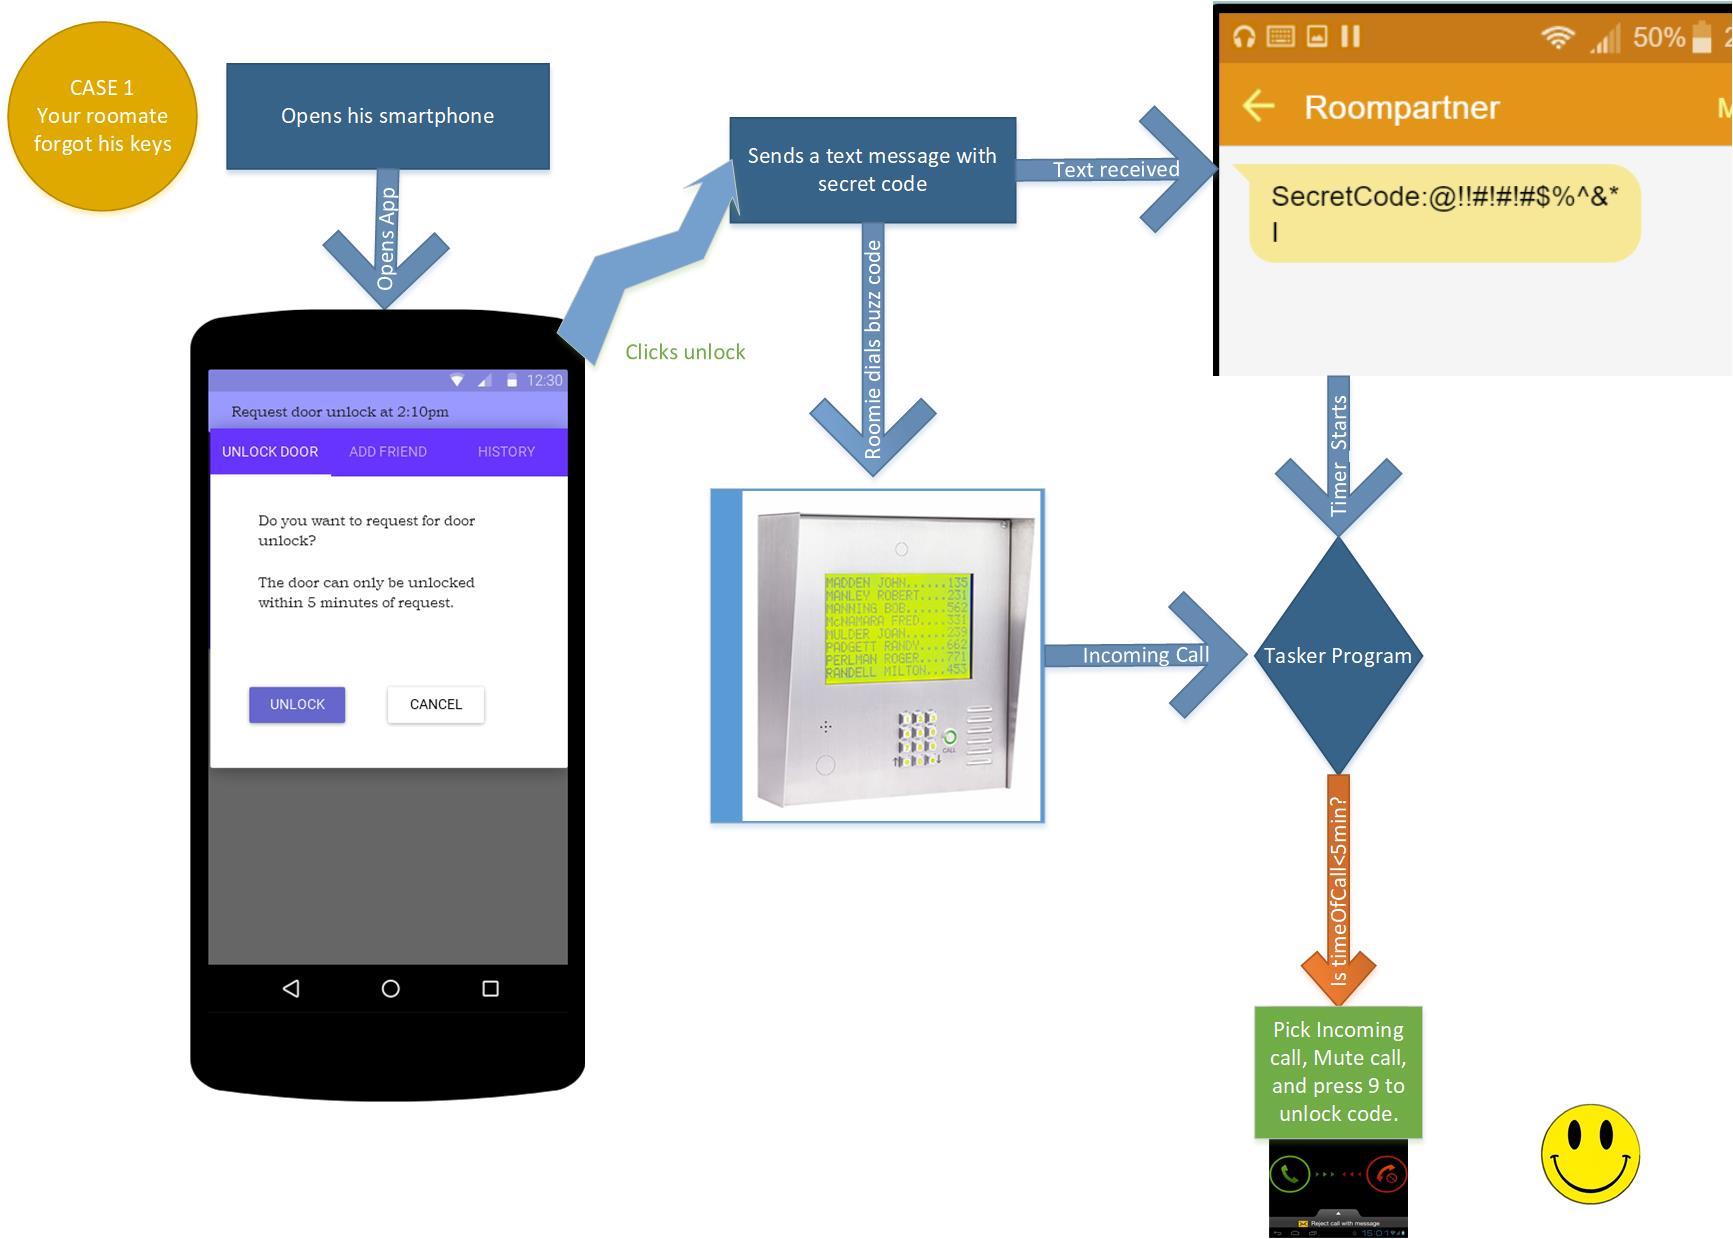 CASE 1
Your roomate
forgot his keys
Opens his smartphone
Opens App
12:30
Request door unlock at 2:10pm
UNLOCK DOOR
ADD FRIEND
HISTORY
Do you want to request for door
unlock?
The door can only be unlocked
within 5 minutes of request.
UNLOCK
CANCEL
Clicks unlock
Sends a text message with
secret code
Text received
50%
Roompartner
SecretCode:@!!#!#!#$%^&*
Roomie dials buzz code
MADDEN JOHN......135
MANLEY ROBERT....231
MANNING BOB......562
McNAMARA FRED....331
MULDER JOAN......239
PADGETT RANDY....662
PERLMAN ROGER....771
RANDELL MILTON...453
CALL
Incoming Call
Timer Starts
Tasker Program
Is timeOfCall<5min?
Pick Incoming
call, Mute call,
and press 9 to
unlock code.
Reject call with message
15:01